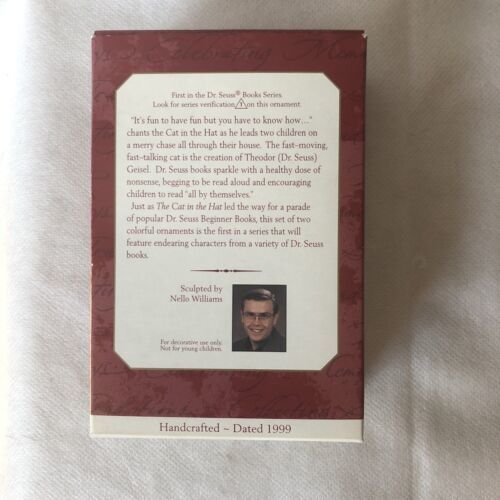 Celebrating Mem
First in the Dr. Seuss® Books Series.
Look for series verification 1 on this ornament.
"It's fun to have fun but you have to know how..."
chants the Cat in the Hat as he leads two children on
a merry chase all through their house. The fast-moving,
fast-talking cat is the creation of Theodor (Dr. Seuss)
Geisel. Dr. Seuss books sparkle with a healthy dose of
nonsense, begging to be read aloud and encouraging
children to read "all by themselves."
Just as The Cat in the Hat led the way for a parade
of popular Dr. Seuss Beginner Books, this set of two
colorful ornaments is the first in a series that will
feature endearing characters from a variety of Dr. Seuss
books.
Sculpted by
Nello Williams
For decorative use only.
Not for young children.
Handcrafted ~ Dated 1999